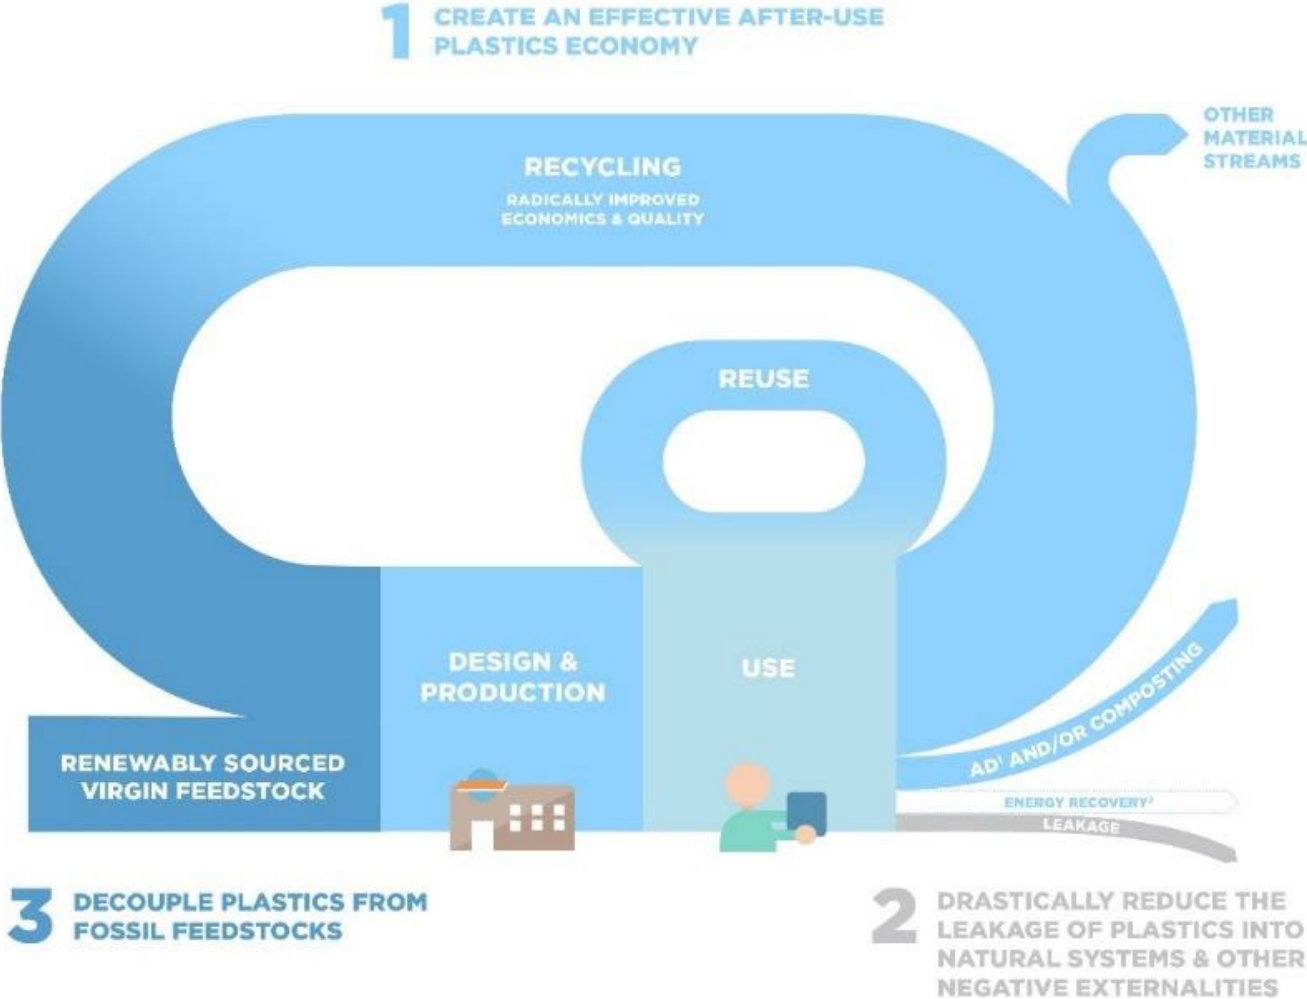 1 CREATE AN EFFECTIVE AFTER-USE
PLASTICS ECONOMY
OTHER
MATERIAL
STREAMS
RECYCLING
RADICALLY IMPROVED
ECONOMICS & QUALITY
REUSE
DESIGN &
PRODUCTION
USE
RENEWABLY SOURCED
VIRGIN FEEDSTOCK
AD¹ AND/OR COMPOSTING
ENERGY RECOVERY²
LEAKAGE
3 DECOUPLE PLASTICS FROM
FOSSIL FEEDSTOCKS
2 DRASTICALLY REDUCE THE
LEAKAGE OF PLASTICS INTO
NATURAL SYSTEMS & OTHER
NEGATIVE EXTERNALITIES